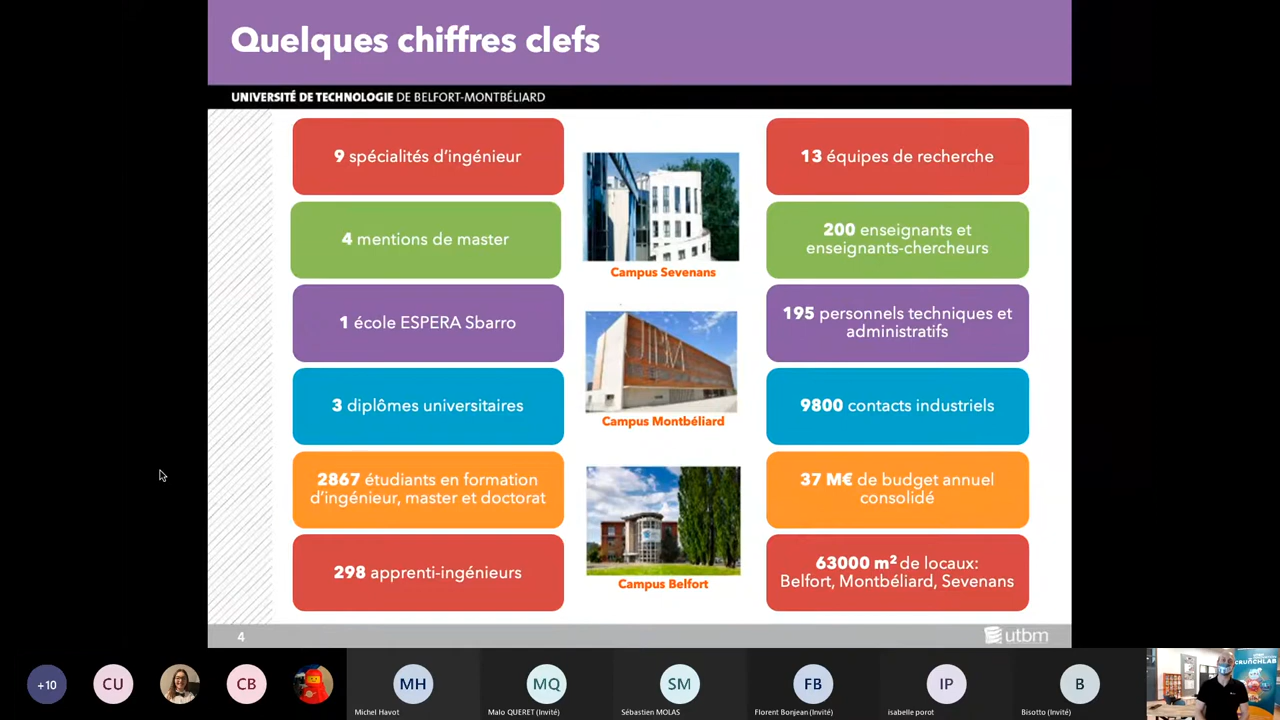 Quelques chiffres clefs
UNIVERSITÉ DE TECHNOLOGIE DE BELFORT-MONTBÉLIARD
9 spécialités d'ingénieur
4 mentions de master
1 école ESPERA Sbarro
3 diplômes universitaires
2867 étudiants en formation
d'ingénieur, master et doctorat
298 apprenti-ingénieurs
Campus Sevenans
Campus Montbéliard
Campus Belfort
13 équipes de recherche
200 enseignants et
enseignants-chercheurs
195 personnels techniques et
administratifs
9800 contacts industriels
37 M€ de budget annuel
consolidé
63000 m² de locaux:
Belfort, Montbéliard, Sevenans
4
utbm
+10
CU
CB
MH
Michel Havot
MQ
Malo QUERET (Invité)
SM
Sébastien MOLAS
FB
Florent Bonjean (Invité)
IP
isabelle porot
B
Bisotto (Invité)
CRUNCHLAB